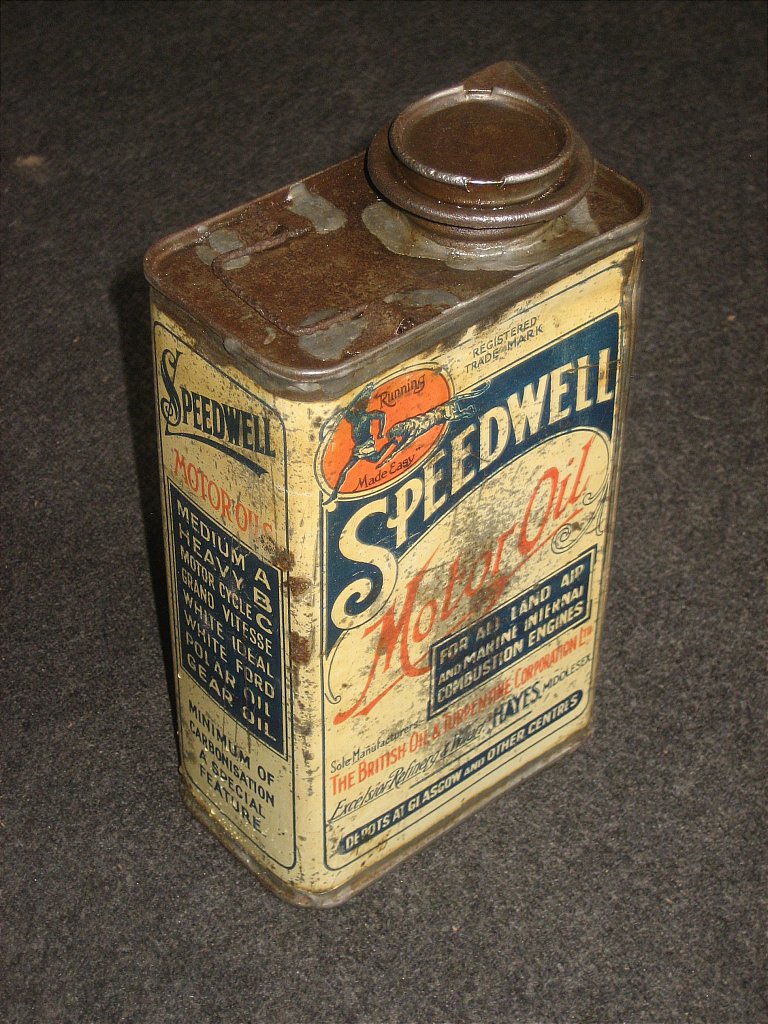 SPEEDWELL
MOTOR OILS
MEDIUM A
HEAVY B
MOTOR CYCLE C
GRAND VITESSE
WHITE IDEAL
WHITE FORD
POLAR OIL
GEAR OIL
MINIMUM OF
CARBONISATION
A SPECIAL
FEATURE
REGISTERED
TRADE MARK
Running
Made Easy
SPEEDWELL
Motor Oil
FOR ALL LAND AIR
AND MARINE INTERNAL
COMBUSTION ENGINES
Sole Manufacturers
THE BRITISH OIL & TURPENTINE CORPORATION LTD
Excelsior Refinery & HAYES, MIDDLESEX
DEPOTS AT GLASGOW AND OTHER CENTRES